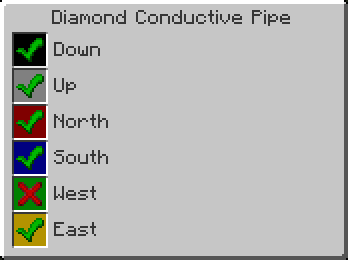 Diamond Conductive Pipe
Down
Up
North
South
West
East